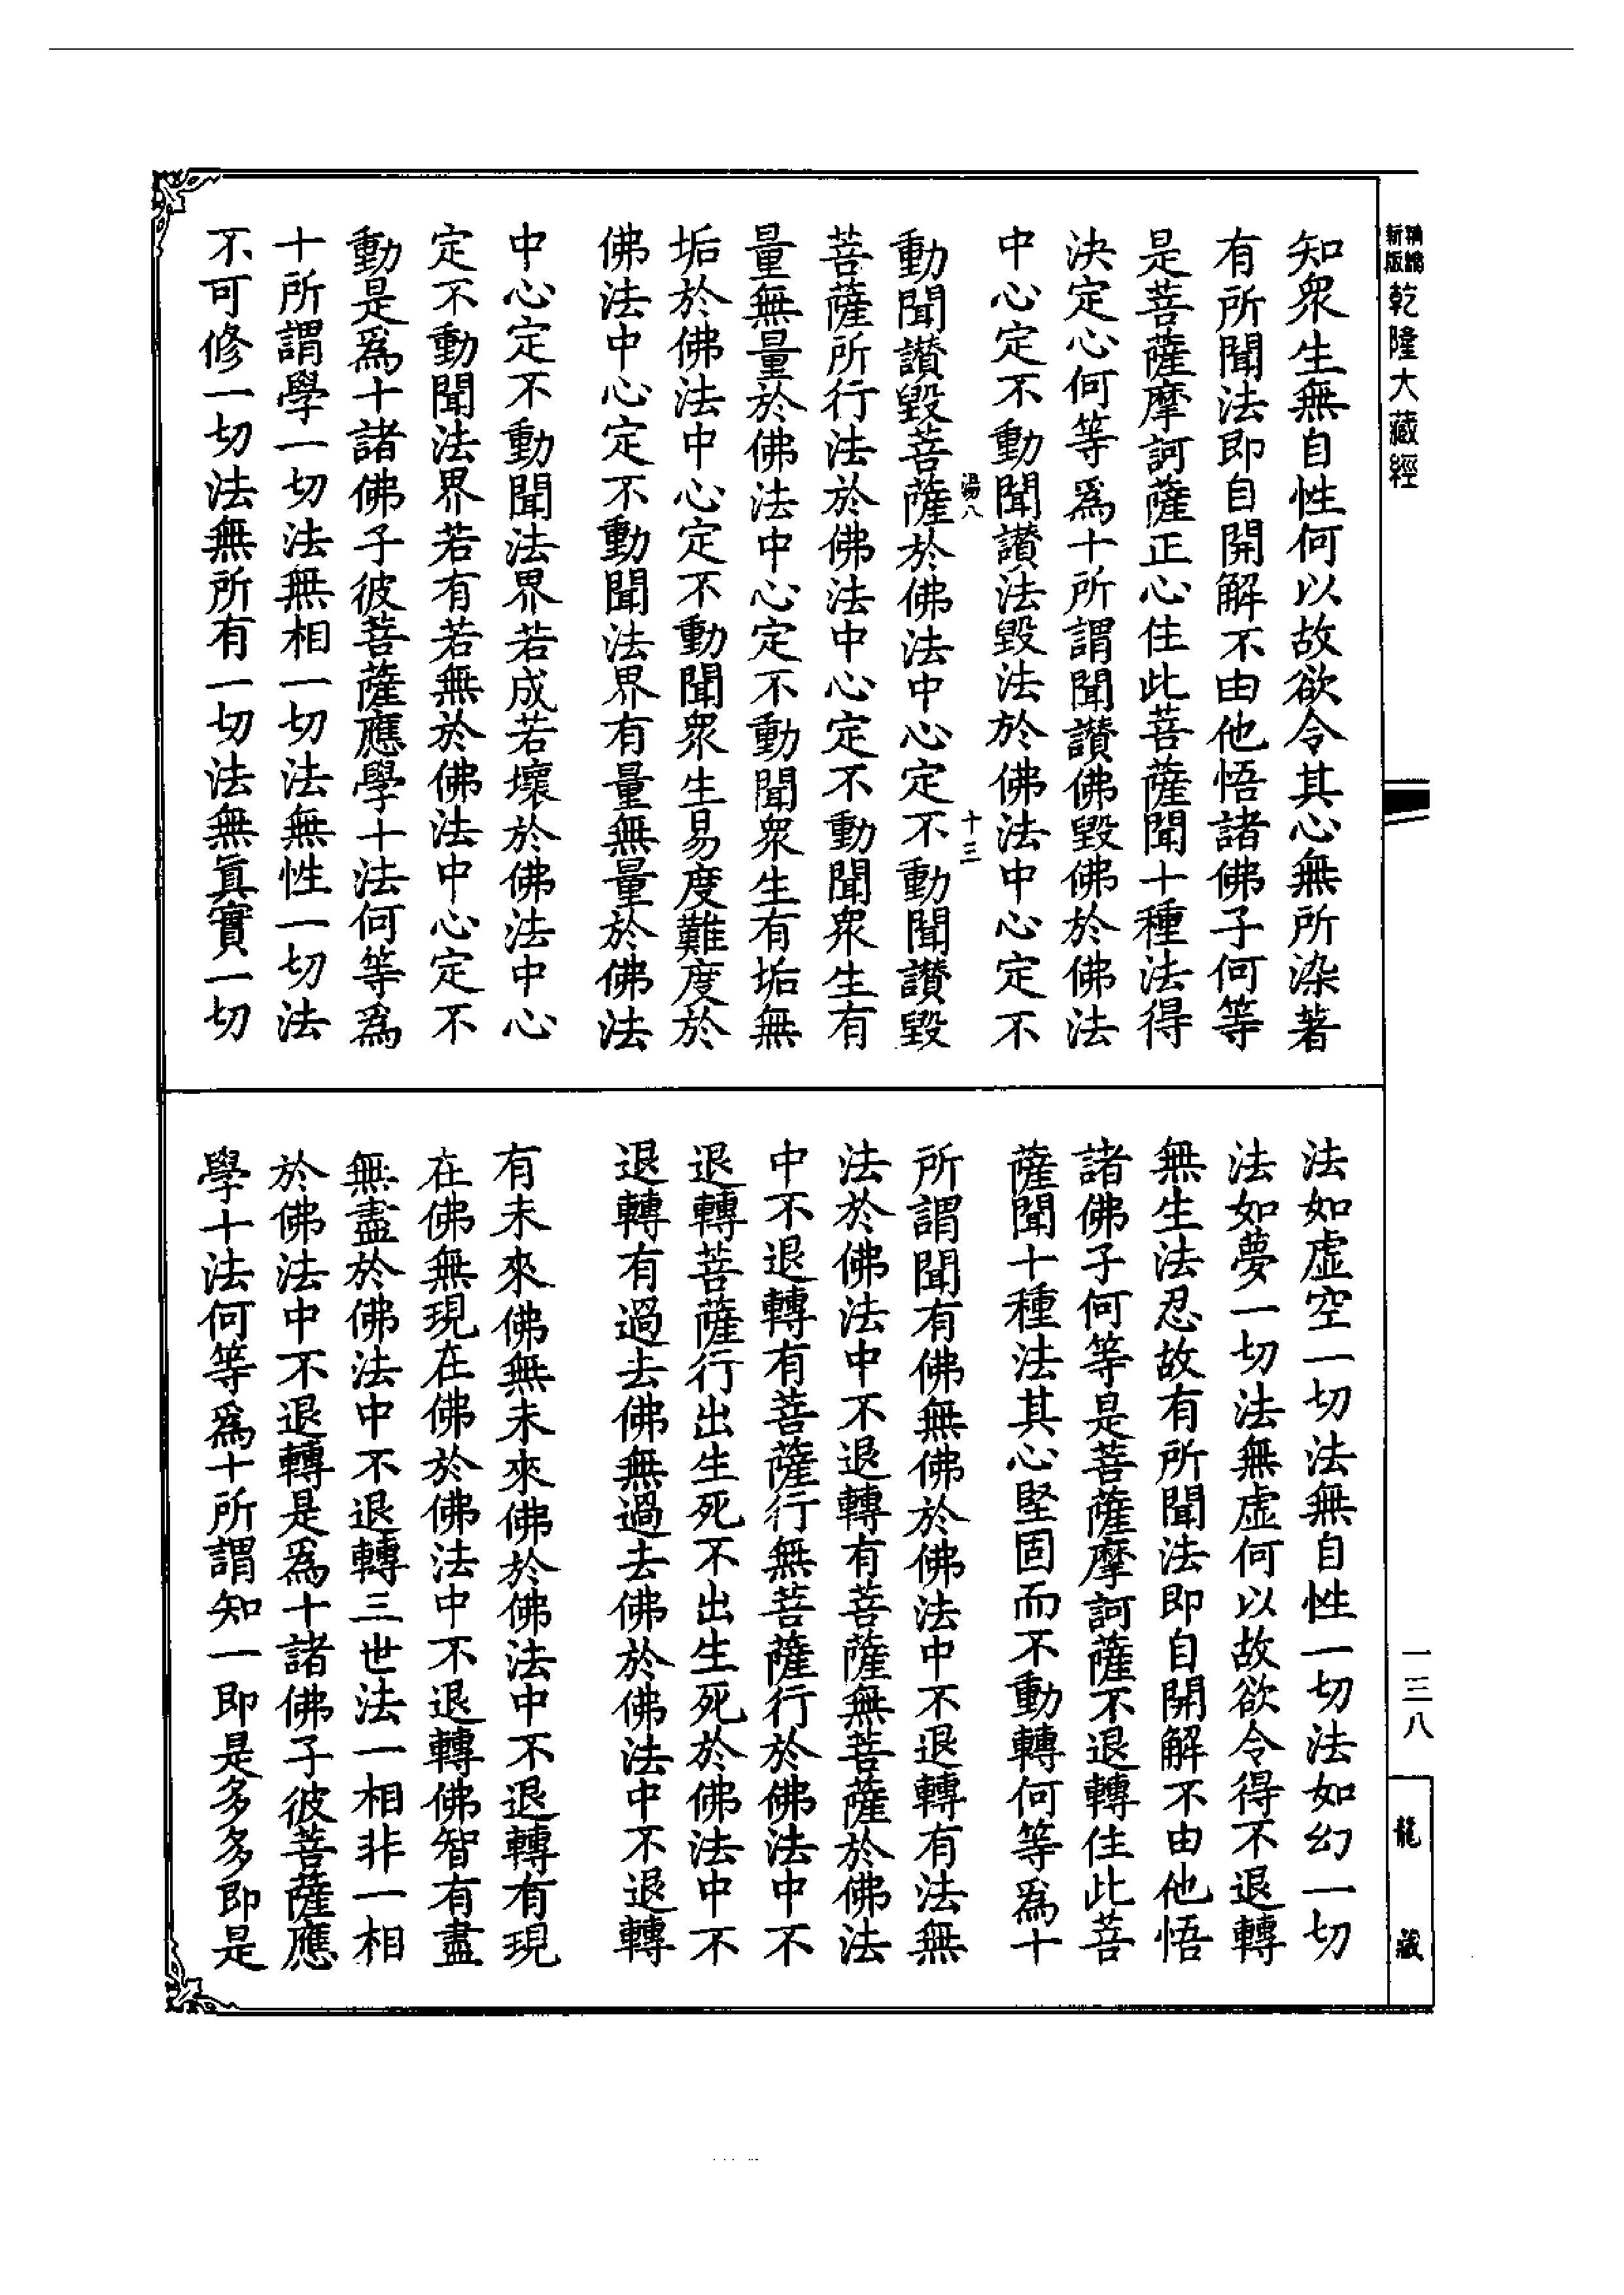 新版
乾隆大藏經
知衆生無自性何以故欲令其心無所染著
有所聞法即自開解不由他悟諸佛子何等
是菩薩摩訶薩正心住此菩薩聞十種法得
決定心何等爲十所謂聞讃佛毀佛於佛法
中心定不動聞讃法毀法於佛法中心定不
湯八 十三
動聞讃毀菩薩於佛法中心定不動聞讃毀
菩薩所行法於佛法中心定不動聞衆生有
量無量於佛法中心定不動聞衆生有垢無
垢於佛法中心定不動聞衆生易度難度於
佛法中心定不動聞法界有量無量於佛法
中心定不動聞法界若成若壞於佛法中心
定不動聞法界若有若無於佛法中心定不
動是爲十諸佛子彼菩薩應學十法何等爲
十所謂學一切法無相一切法無性一切法
不可修一切法無所有一切法無眞實一切
法如虛空一切法無自性一切法如幻一切
法如夢一切法無虛何以故欲令得不退轉
無生法忍故有所聞法即自開解不由他悟
諸佛子何等是菩薩摩訶薩不退轉住此菩
薩聞十種法其心堅固而不動轉何等爲十
所謂聞有佛無佛於佛法中不退轉有法無
法於佛法中不退轉有菩薩無菩薩於佛法
中不退轉有菩薩行無菩薩行於佛法中不
退轉菩薩行出生死不出生死於佛法中不
退轉有過去佛無過去佛於佛法中不退轉
有未來佛無未來佛於佛法中不退轉有現
在佛無現在佛於佛法中不退轉佛智有盡
無盡於佛法中不退轉三世法一相非一相
於佛法中不退轉是爲十諸佛子彼菩薩應
學十法何等爲十所謂知一即是多多即是
一三八
龍藏